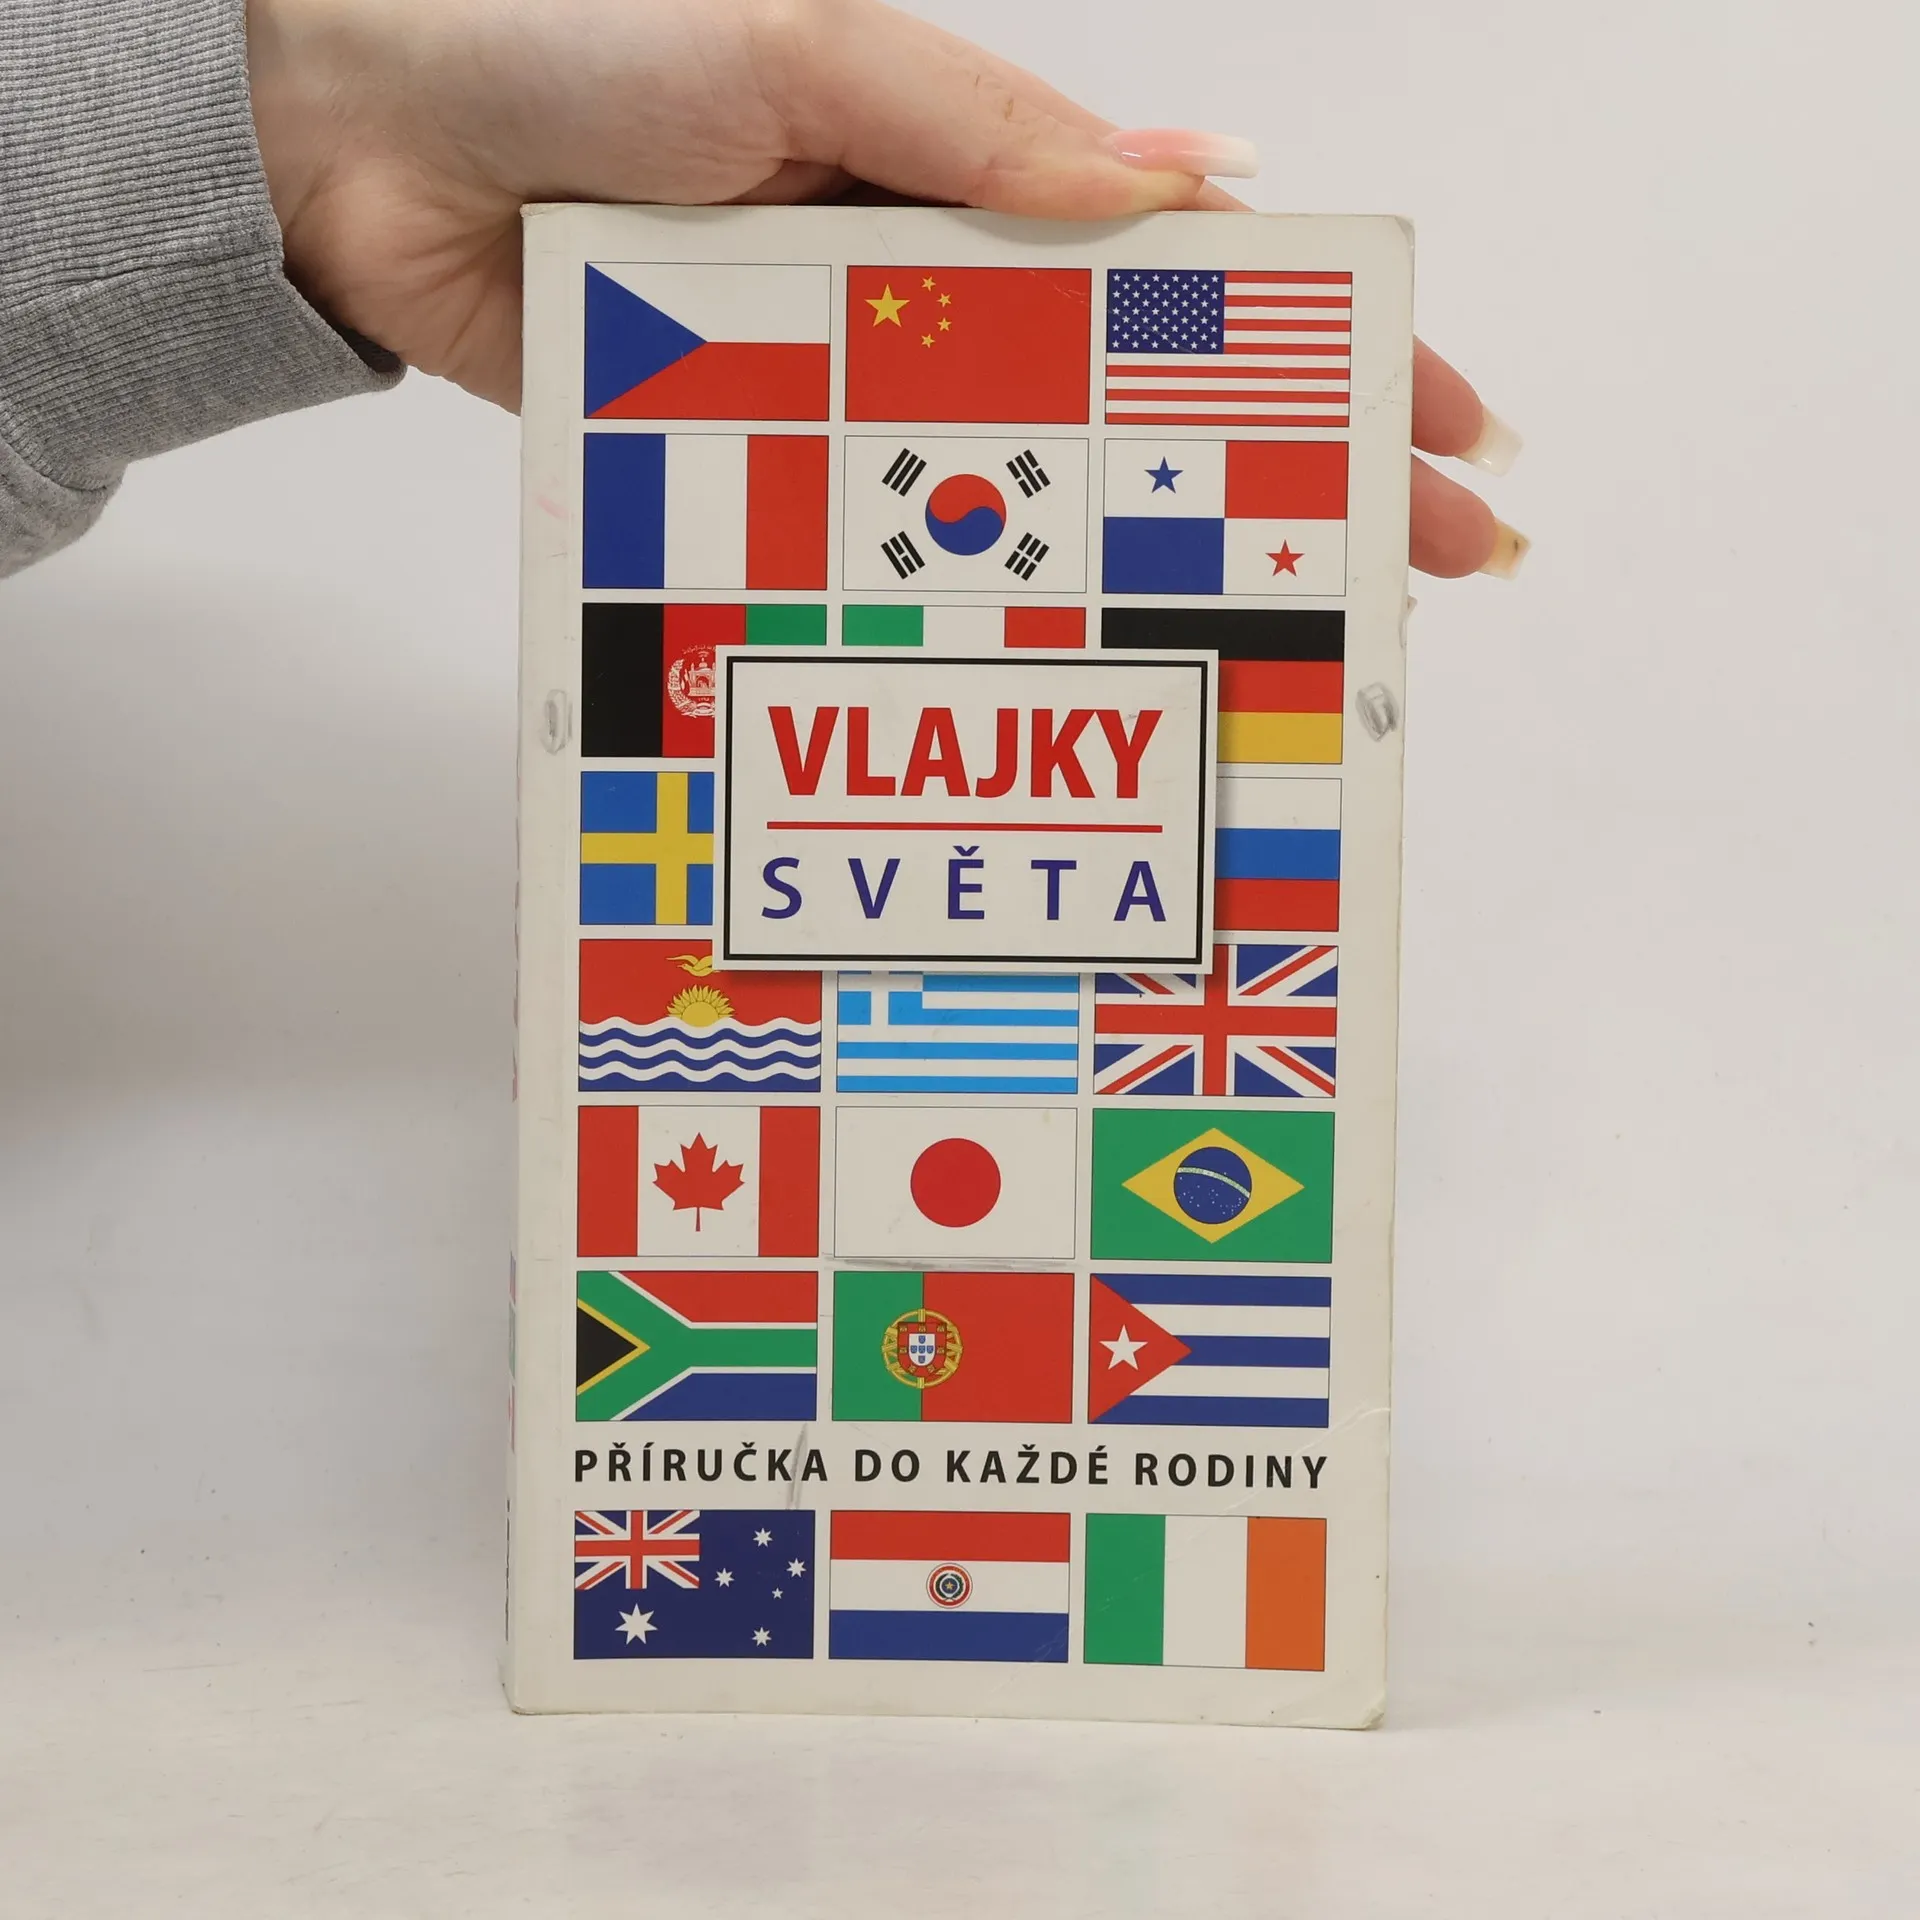 VLAJKY
SVĚTA
PŘÍRUČKA DO KAŽDÉ RODINY